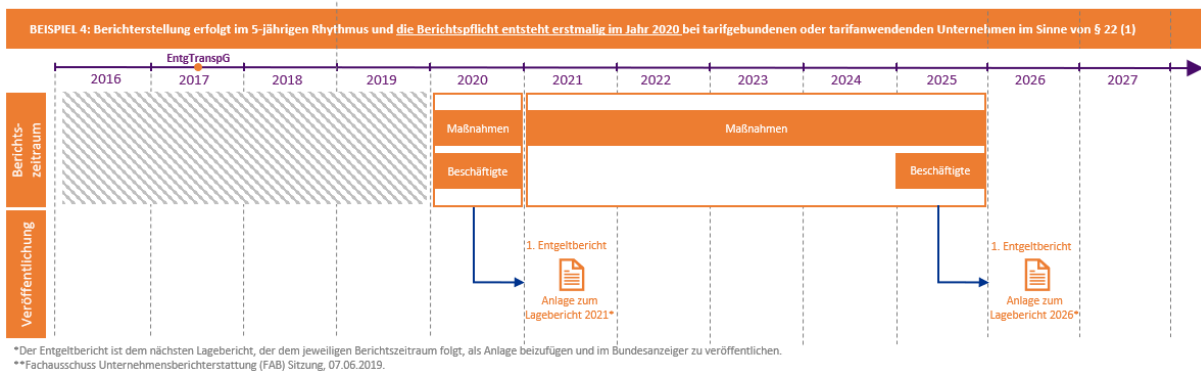 BEISPIEL 4: Berichterstellung erfolgt im 5-jährigen Rhythmus und die Berichtspflicht entsteht erstmalig im Jahr 2020 bei tarifgebundenen oder tarifanwendenden Unternehmen im Sinne von § 22 (1)
EntgTranspG
2016 2017 2018 2019 2020 2021 2022 2023 2024 2025 2026 2027
Berichts-
zeitraum
Maßnahmen Maßnahmen
Beschäftigte Beschäftigte
Veröffentlichung
1. Entgeltbericht 1. Entgeltbericht
Anlage zum Anlage zum
Lagebericht 2021* Lagebericht 2026*
*Der Entgeltbericht ist dem nächsten Lagebericht, der dem jeweiligen Berichtszeitraum folgt, als Anlage beizufügen und im Bundesanzeiger zu veröffentlichen.
**Fachausschuss Unternehmensberichterstattung (FAB) Sitzung, 07.06.2019.